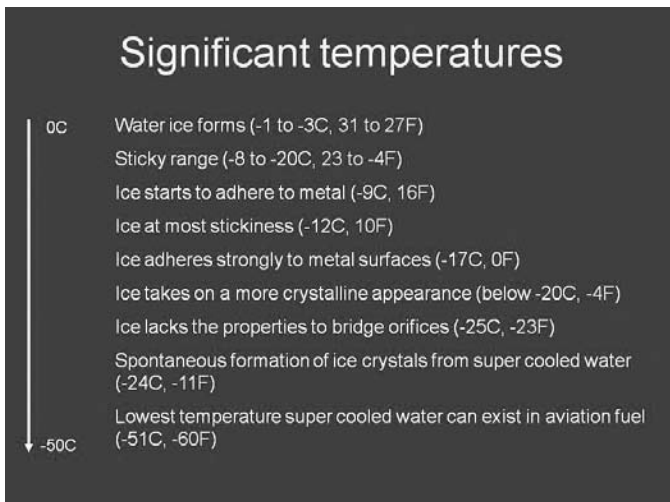 Significant temperatures
0C
Water ice forms (-1 to -3C, 31 to 27F)
Sticky range (-8 to -20C, 23 to -4F)
Ice starts to adhere to metal (-9C, 16F)
Ice at most stickiness (-12C, 10F)
Ice adheres strongly to metal surfaces (-17C, 0F)
Ice takes on a more crystalline appearance (below -20C, -4F)
Ice lacks the properties to bridge orifices (-25C, -23F)
Spontaneous formation of ice crystals from super cooled water
(-24C, -11F)
Lowest temperature super cooled water can exist in aviation fuel
(-51C, -60F)
-50C